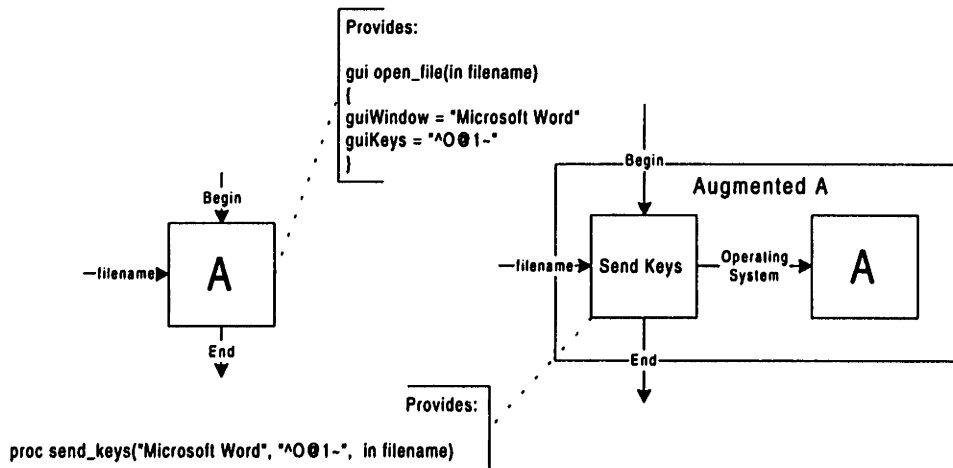 Provides:
gui open_file(in filename)
{
guiWindow = "Microsoft Word"
guiKeys = "^O@1~"
}
Begin
filename
A
End
Begin
Augmented A
filename
Send Keys
Operating
System
A
End
Provides:
proc send_keys("Microsoft Word", "^O@1~", in filename)